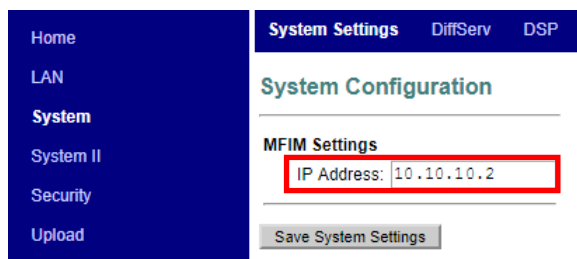 Home
LAN
System
System II
Security
Upload
System Settings DiffServ DSP
System Configuration
MFIM Settings
IP Address: 10.10.10.2
Save System Settings